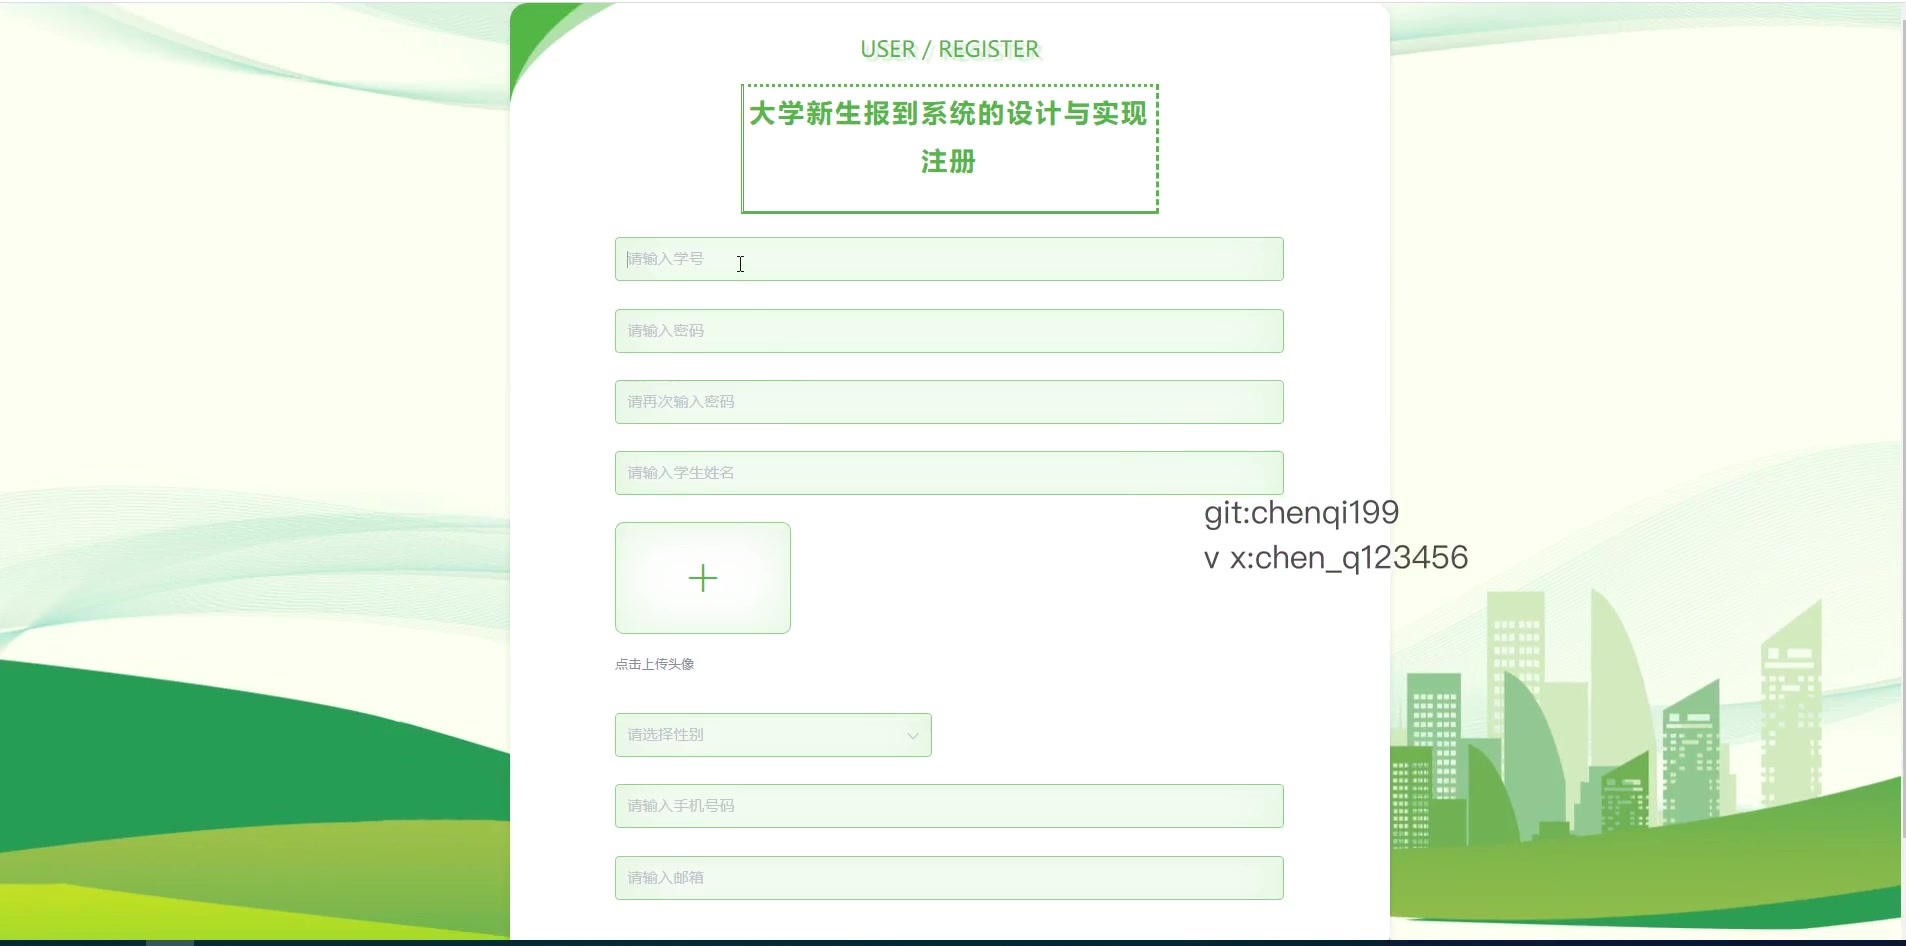 USER / REGISTER
大学新生报到系统的设计与实现
注册
请输入学号
请输入密码
请再次输入密码
请输入学生姓名
git:chenqi199
v x:chen_q123456
点击上传头像
请选择性别
请输入手机号码
请输入邮箱